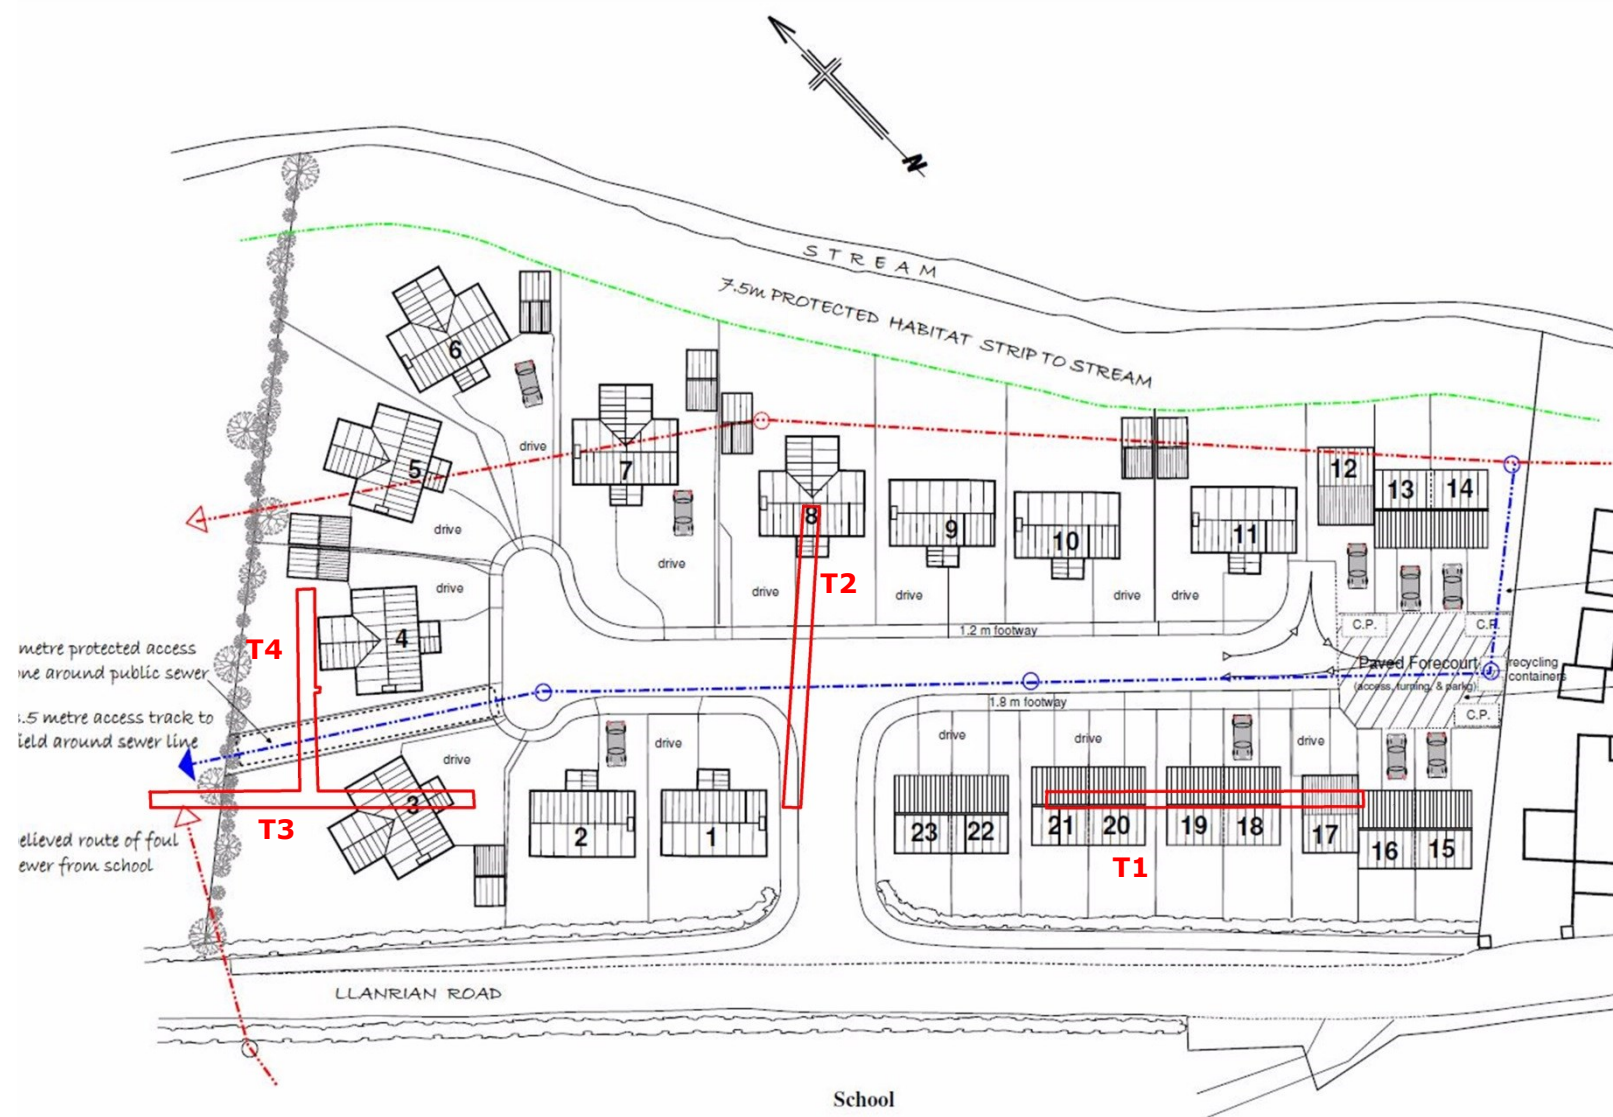 N
STREAM
7.5m PROTECTED HABITAT STRIP TO STREAM
6
5
drive
7
12
13
14
8
9
10
11
drive
drive
drive
T2
drive
drive
drive
drive
T4
4
1.2 m footway
C.P.
C.P.
metre protected access
ne around public sewer
Paved Forecourt
(access, turning, & parkg)
recycling
containers
.5 metre access track to
ield around sewer line
1.8 m footway
C.P.
drive
drive
drive
drive
drive
T3
3
2
1
23
22
21
20
19
18
17
16
15
T1
elieved route of foul
ewer from school
LLANRIAN ROAD
School